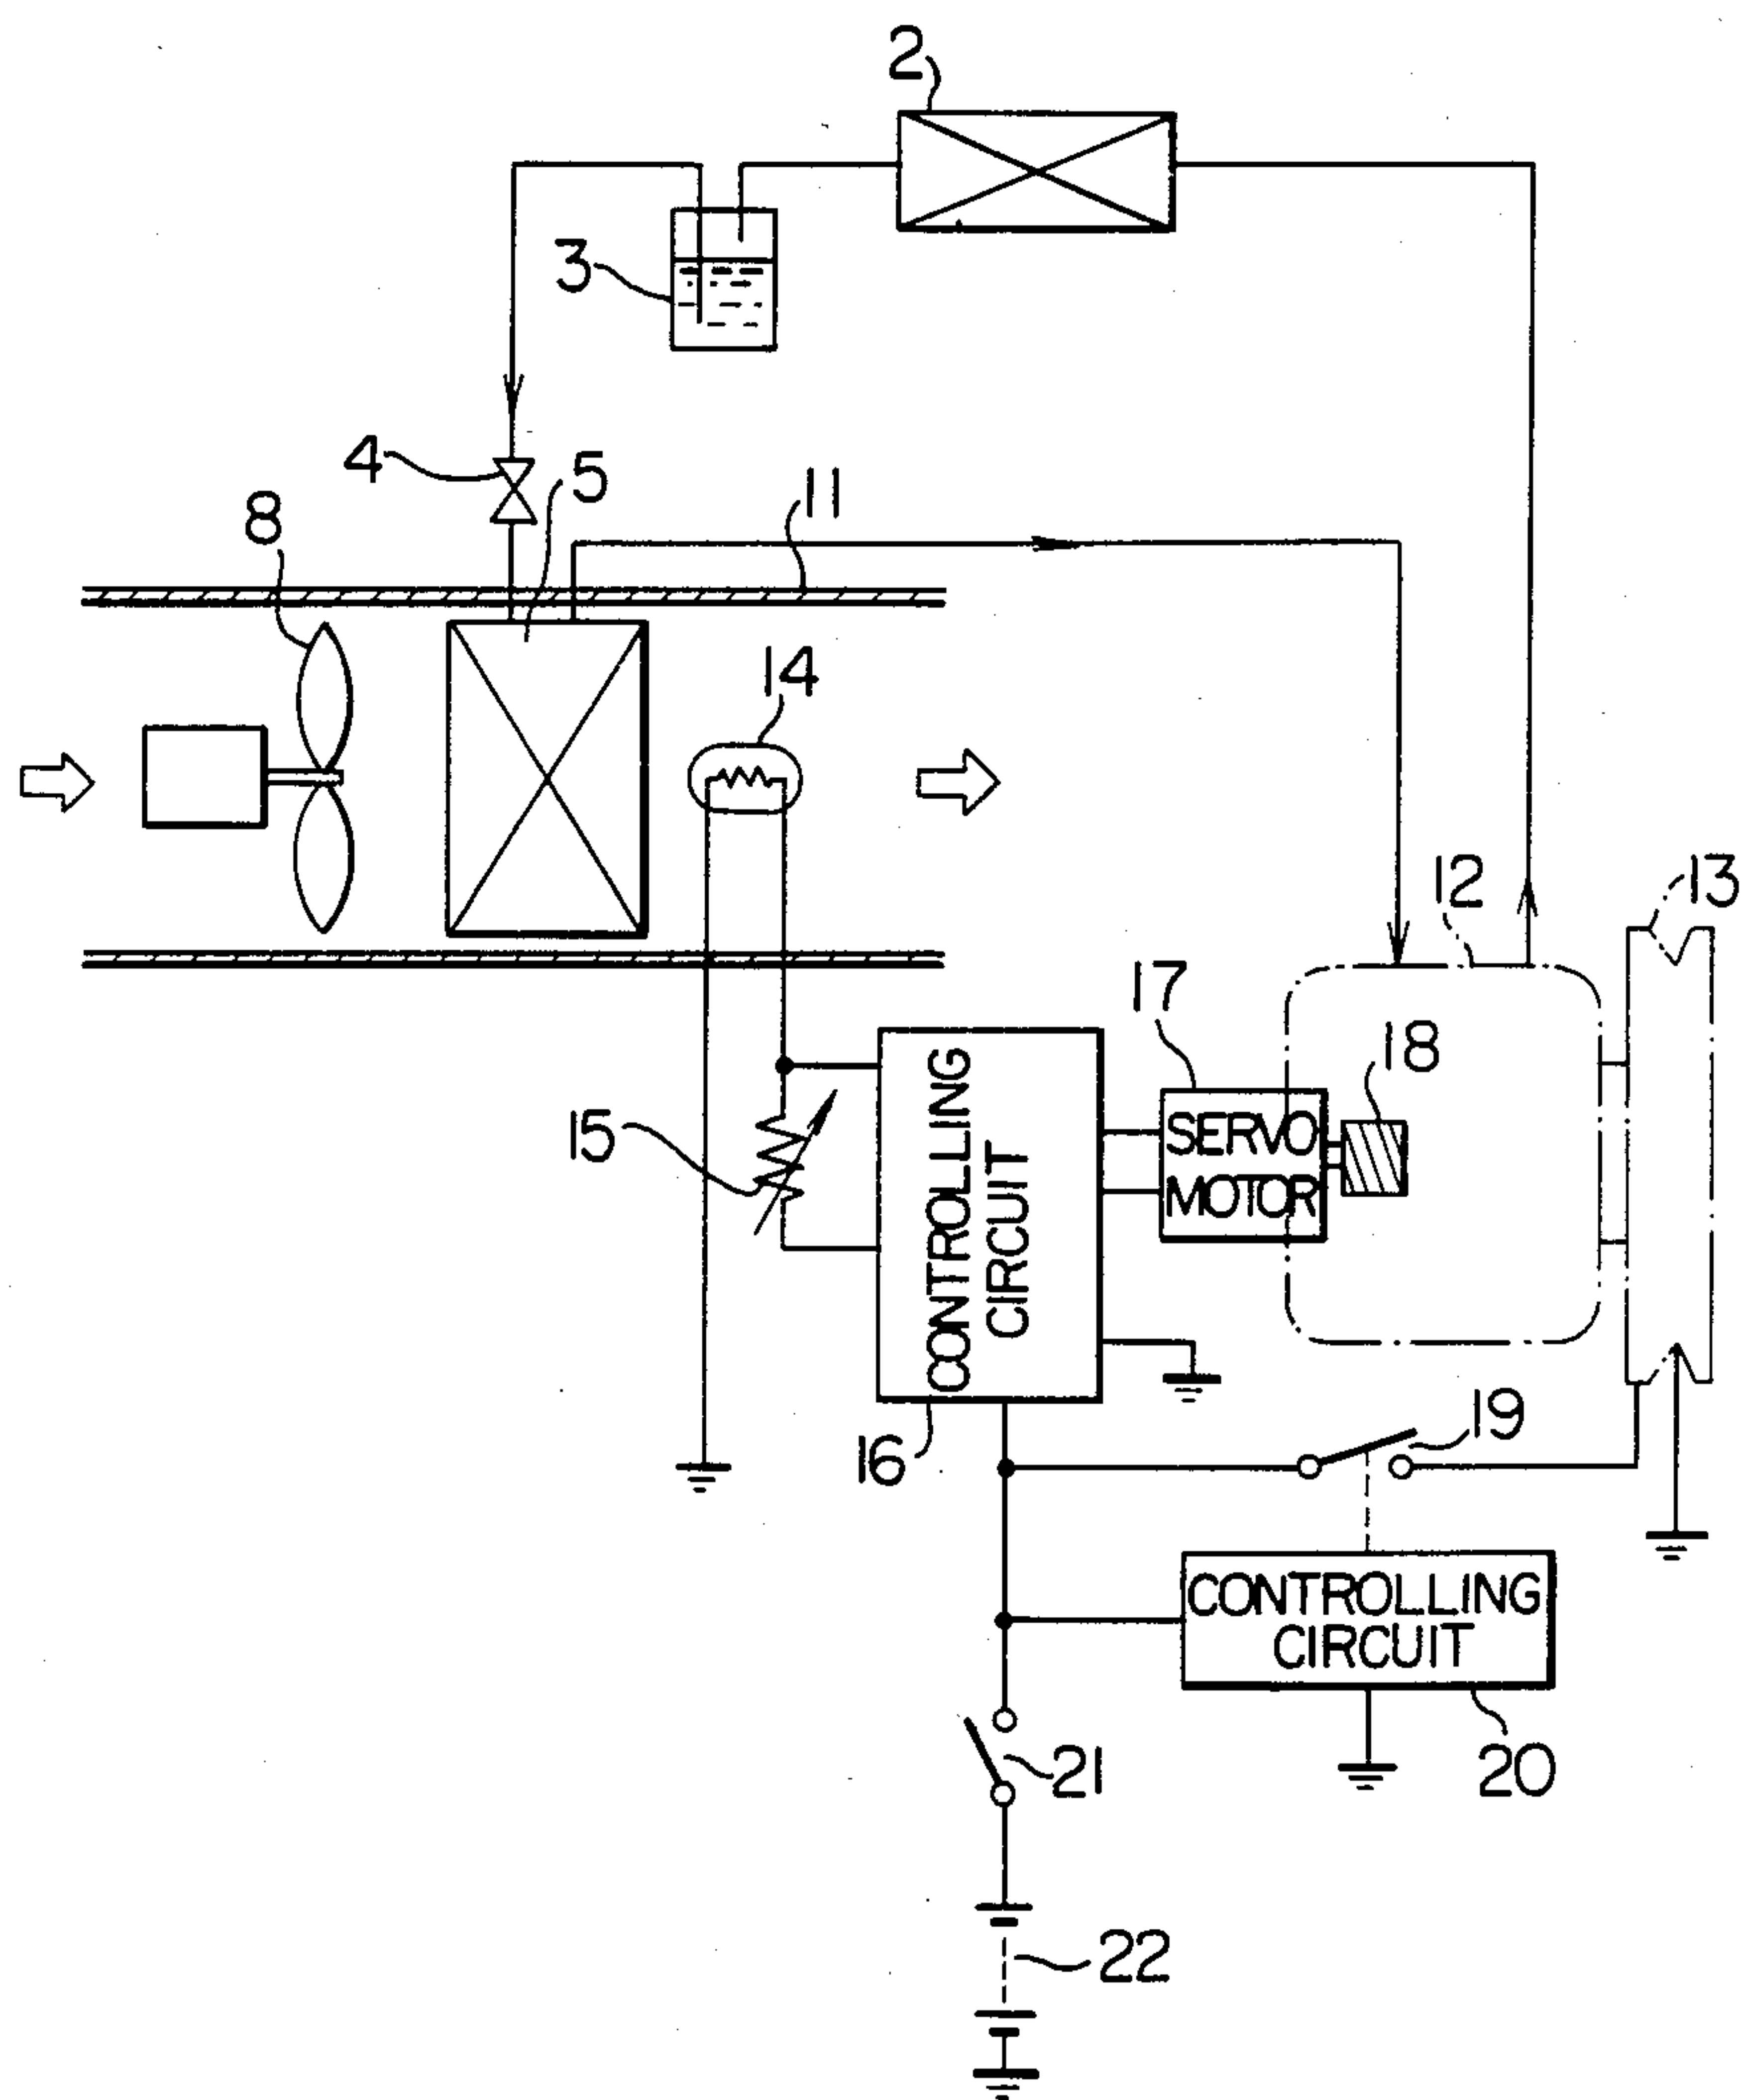 2
3
4
5
11
8
14
12
13
17
18
15
SERVO
MOTOR
CONTROLLING
CIRCUIT
16
19
CONTROLLING
CIRCUIT
20
21
22